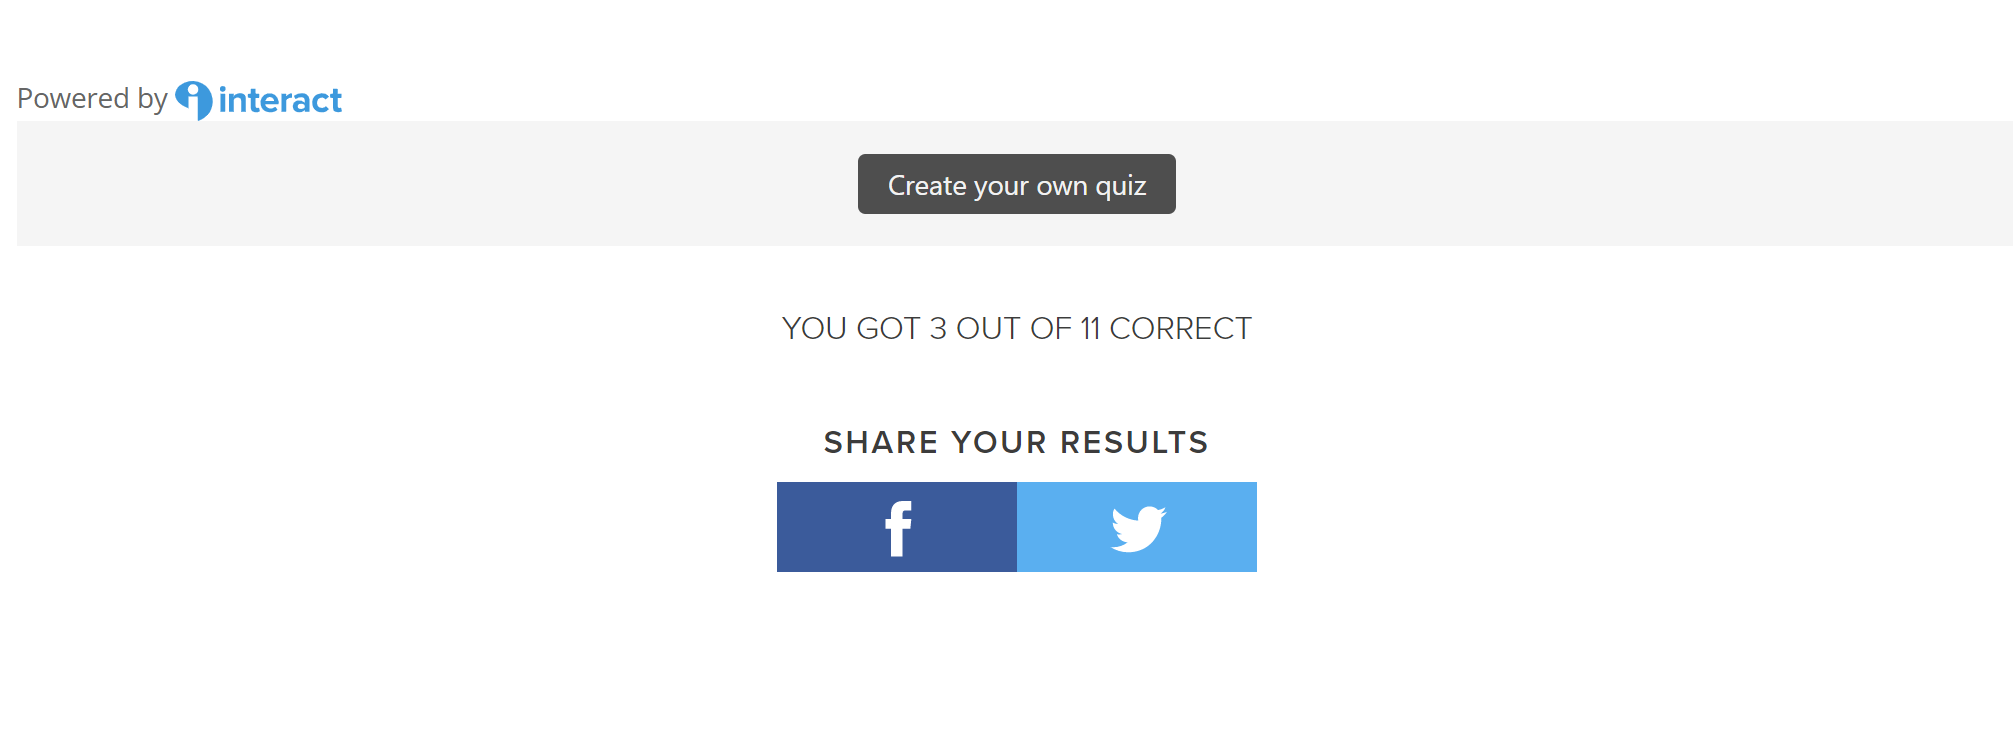 Powered by interact
Create your own quiz
YOU GOT 3 OUT OF 11 CORRECT
SHARE YOUR RESULTS